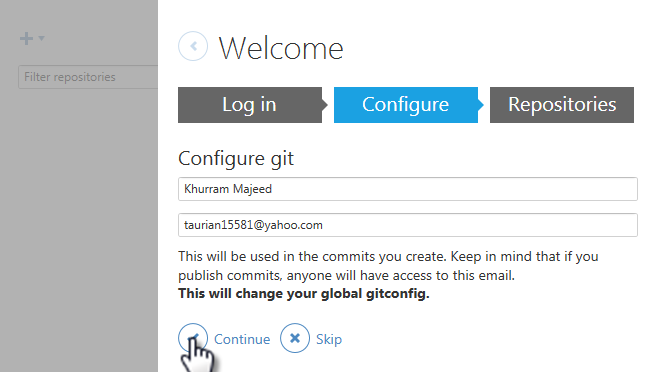 Welcome
Filter repositories
Log in
Configure
Repositories
Configure git
Khurram Majeed
taurian15581@yahoo.com
This will be used in the commits you create. Keep in mind that if you
publish commits, anyone will have access to this email.
This will change your global gitconfig.
Continue
Skip